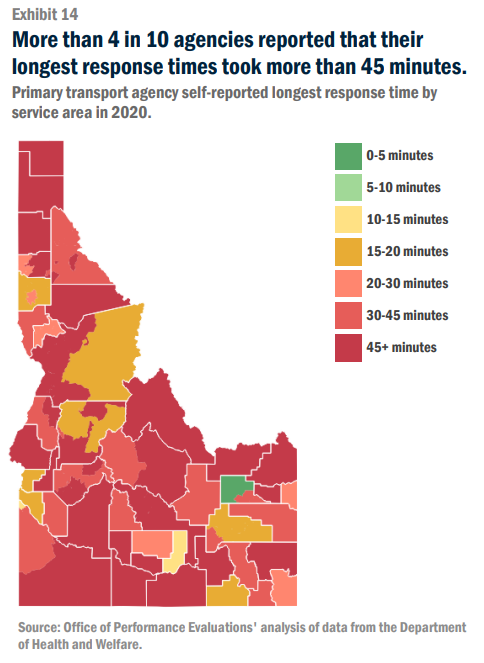 Exhibit 14
More than 4 in 10 agencies reported that their
longest response times took more than 45 minutes.
Primary transport agency self-reported longest response time by
service area in 2020.
0-5 minutes
5-10 minutes
10-15 minutes
15-20 minutes
20-30 minutes
30-45 minutes
45+ minutes
Source: Office of Performance Evaluations' analysis of data from the Department
of Health and Welfare.